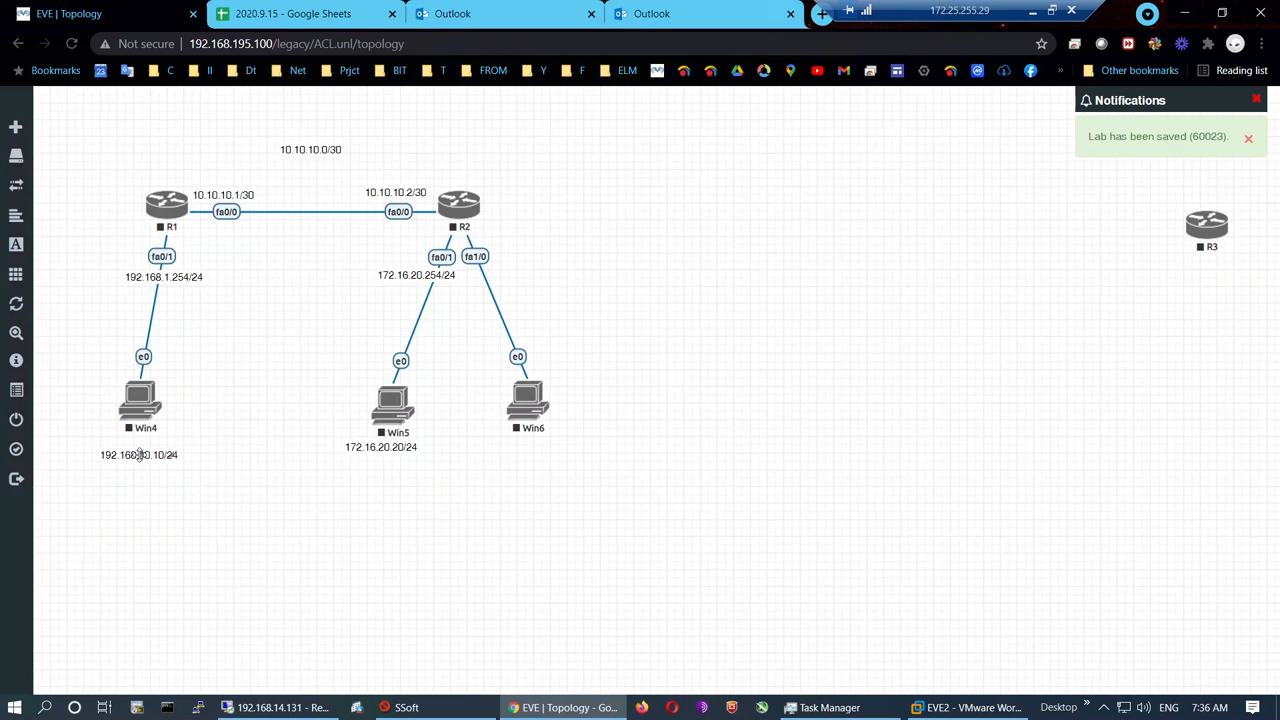 EVE | Topology
2020.9.15 - Google Sheets
Outlook
Outlook
172.25.255.29
Not secure
192.168.195.100/legacy/ACL.unl/topology
Bookmarks
23
C
II
Dt
Net
Prjct
BIT
T
FROM
Y
F
ELM
»
Other bookmarks
Reading list
Notifications
Lab has been saved (60023).
10.10.10.0/30
10.10.10.1/30
10.10.10.2/30
fa0/0
fa0/0
R1
R2
R3
fa0/1
fa0/1
fa1/0
192.168.1.254/24
172.16.20.254/24
e0
e0
e0
Win4
Win5
Win6
172.16.20.20/24
192.168.14.131 - Re...
SSoft
EVE | Topology - Go...
Task Manager
EVE2 - VMware Wor...
Desktop
»
7:36 AM